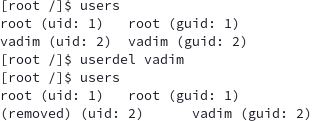 [root /]$ users
root (uid: 1)   root (guid: 1)
vadim (uid: 2)  vadim (guid: 2)
[root /]$ userdel vadim
[root /]$ users
root (uid: 1)   root (guid: 1)
(removed) (uid: 2)      vadim (guid: 2)